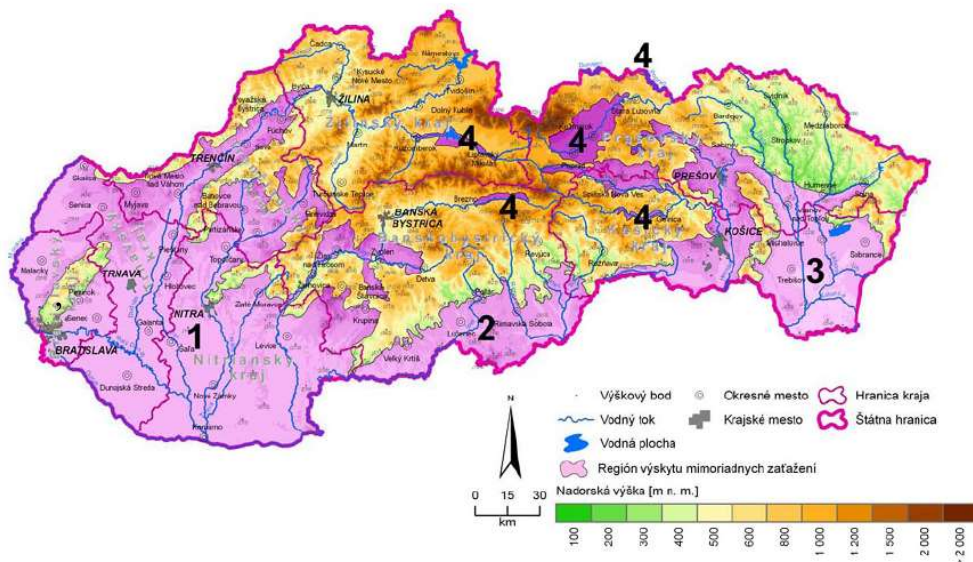 Čadca
Námestovo
Kysucké
Nové Mesto
Tvrdošín
Bytča
Považská
Bystrica
ŽILINA
Dolný Kubín
Púchov
Žilinský kraj
4
Stará Ľubovňa
Bardejov
Svidník
Stropkov
Medzilaborce
Kežmarok
4
Sabinov
4
Ružomberok
Liptovský
Mikuláš
Martin
Ilava
TRENČÍN
Poprad
Prešovský
kraj
PREŠOV
Humenné
Snina
Vranov
nad Topľou
Skalica
Nové Mesto
nad Váhom
Senica
Myjava
Bánovce
nad Bebravou
Partizánske
Prievidza
Turčianske Teplice
BANSKÁ
BYSTRICA
Brezno
4
Spišská Nová Ves
4
Gelnica
Košický
kraj
KOŠICE
Michalovce
Sobrance
Trebišov
3
Malacky
Piešťany
Topoľčany
Hlohovec
TRNAVA
Pezinok
Senec
BRATISLAVA
Galanta
Šaľa
NITRA
1
Nitriansky
kraj
Zlaté Moravce
Levice
Žiar
nad Hronom
Žarnovica
Banská
Štiavnica
Zvolen
Detva
Krupina
Banskobystrický
kraj
Revúca
Rožňava
Poltár
Lučenec
2
Rimavská Sobota
Veľký Krtíš
Dunajská Streda
Nové Zámky
Komárno
N
0 15 30
km
Výškový bod
Vodný tok
Vodná plocha
Región výskytu mimoriadnych zaťažení
Okresné mesto
Krajské mesto
Hranica kraja
Štátna hranica
Nadorská výška [m n. m.]
100 200 300 400 500 600 800 1 000 1 200 1 500 2 000 > 2 000